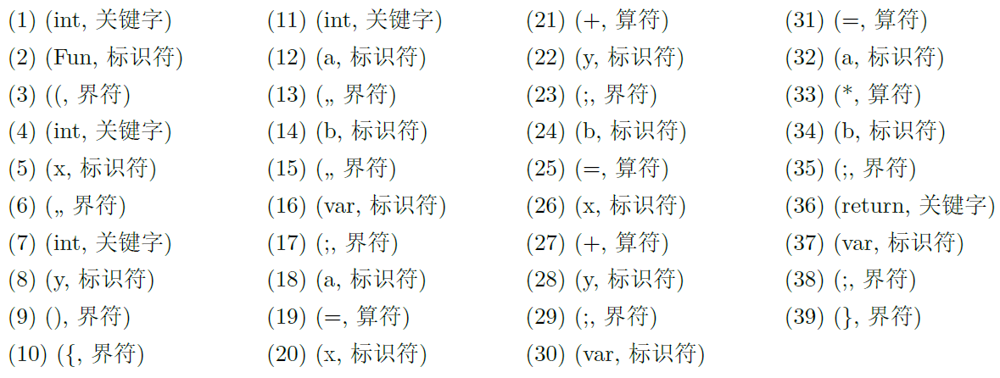 (1) (int, 关键字)
(2) (Fun, 标识符)
(3) ((, 界符)
(4) (int, 关键字)
(5) (x, 标识符)
(6) („ 界符)
(7) (int, 关键字)
(8) (y, 标识符)
(9) (), 界符)
(10) ({, 界符)
(11) (int, 关键字)
(12) (a, 标识符)
(13) („ 界符)
(14) (b, 标识符)
(15) („ 界符)
(16) (var, 标识符)
(17) (;, 界符)
(18) (a, 标识符)
(19) (=, 算符)
(20) (x, 标识符)
(21) (+, 算符)
(22) (y, 标识符)
(23) (;, 界符)
(24) (b, 标识符)
(25) (=, 算符)
(26) (x, 标识符)
(27) (+, 算符)
(28) (y, 标识符)
(29) (;, 界符)
(30) (var, 标识符)
(31) (=, 算符)
(32) (a, 标识符)
(33) (*, 算符)
(34) (b, 标识符)
(35) (;, 界符)
(36) (return, 关键字)
(37) (var, 标识符)
(38) (;, 界符)
(39) (}, 界符)